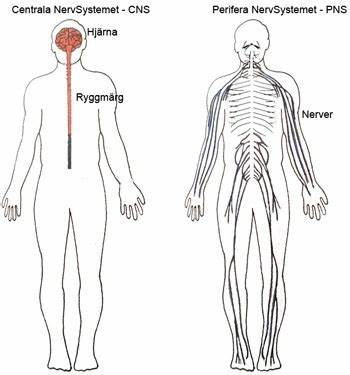 Centrala NervSystemet - CNS
Perifera NervSystemet - PNS
Hjärna
Ryggmärg
Nerver